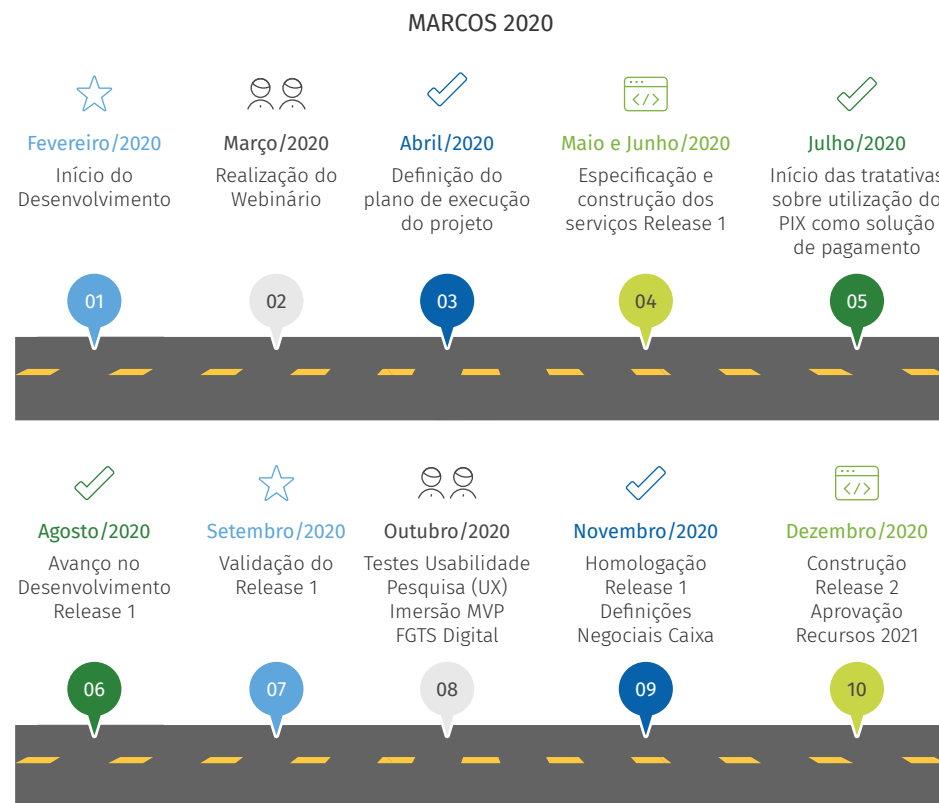 MARCOS 2020
Fevereiro/2020
Início do
Desenvolvimento
Março/2020
Realização do
Webinário
Abril/2020
Definição do
plano de execução
do projeto
Maio e Junho/2020
Especificação e
construção dos
serviços Release 1
Julho/2020
Início das tratativas
sobre utilização do
PIX como solução
de pagamento
01
02
03
04
05
Agosto/2020
Avanço no
Desenvolvimento
Release 1
Setembro/2020
Validação do
Release 1
Outubro/2020
Testes Usabilidade
Pesquisa (UX)
Imersão MVP
FGTS Digital
Novembro/2020
Homologação
Release 1
Definições
Negociais Caixa
Dezembro/2020
Construção
Release 2
Aprovação
Recursos 2021
06
07
08
09
10